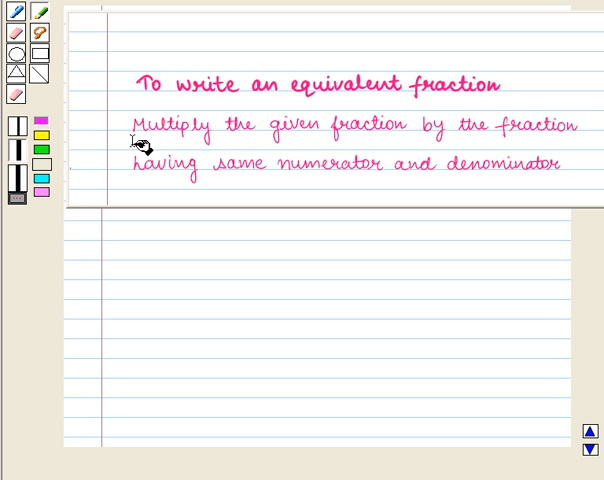 To write an equivalent fraction
Multiply the given fraction by the fraction
having same numerator and denominator